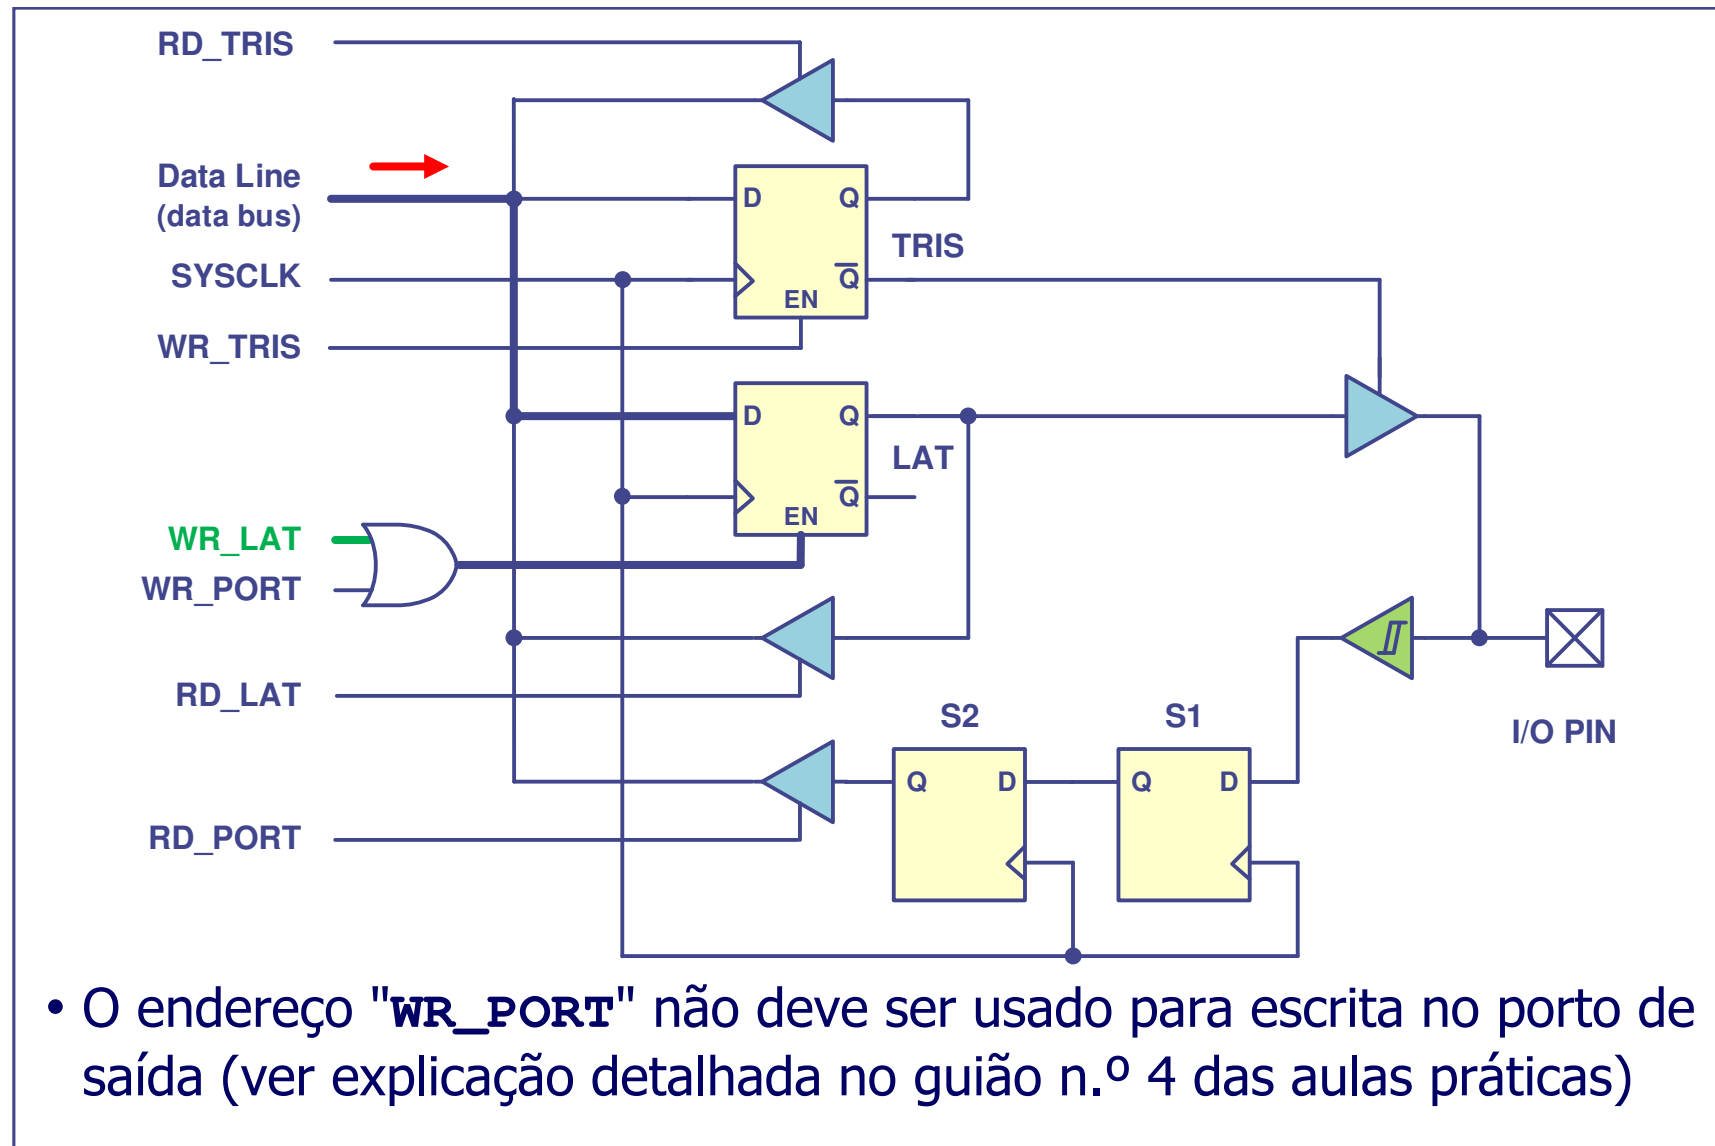 RD_TRIS
Data Line
(data bus)
SYSCLK
WR_TRIS
D Q
TRIS
Q
EN
D Q
LAT
Q
EN
WR_LAT
WR_PORT
RD_LAT
S2 S1
I/O PIN
Q D Q D
RD_PORT
• O endereço "WR_PORT" não deve ser usado para escrita no porto de
saída (ver explicação detalhada no guião n.º 4 das aulas práticas)